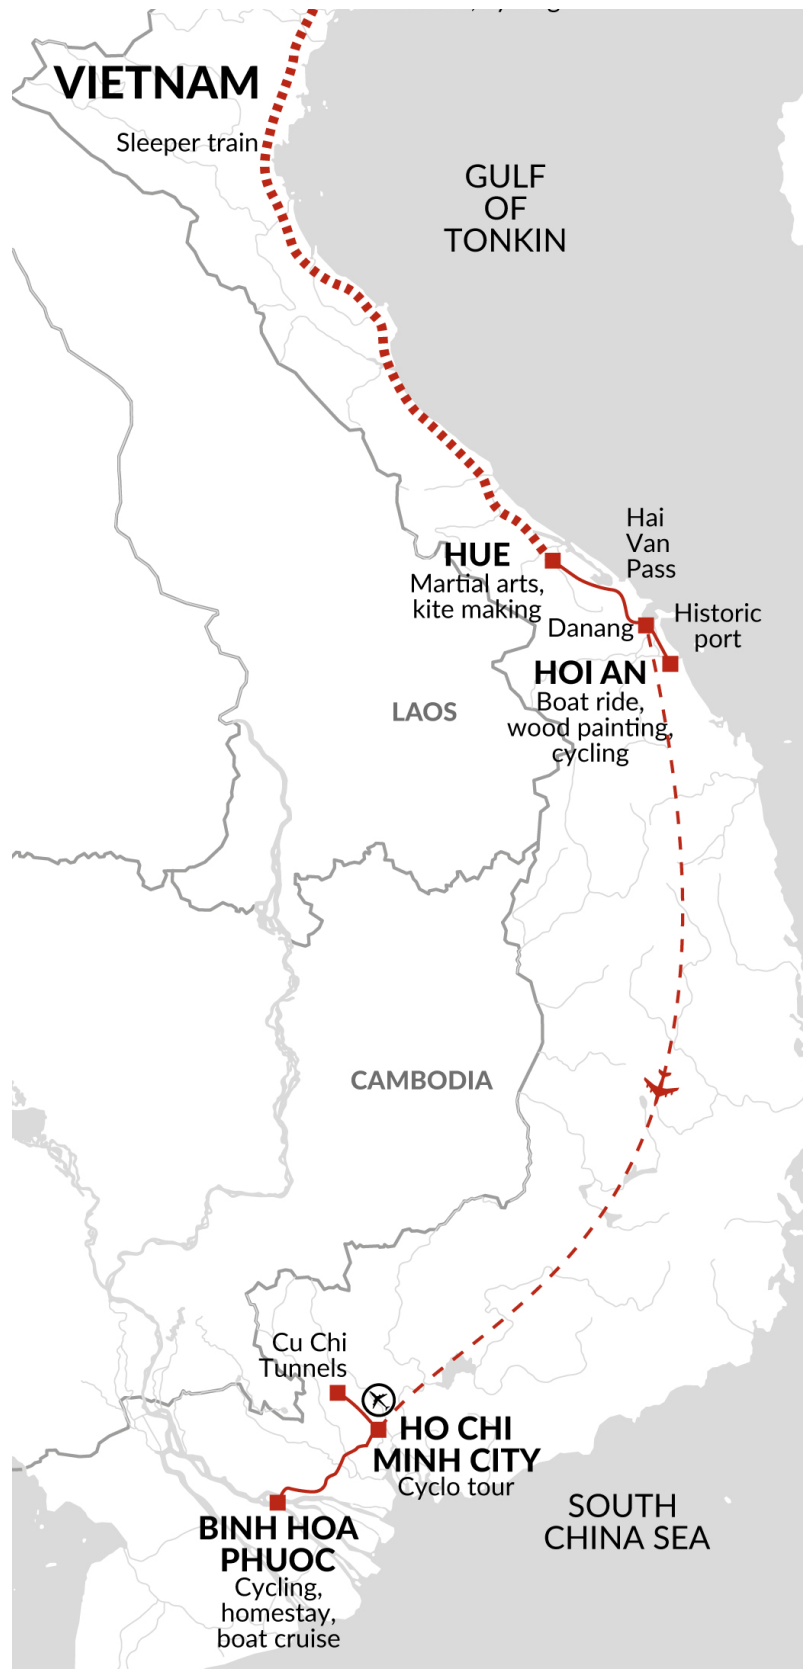 VIETNAM
Sleeper train
GULF
OF
TONKIN
Hai
Van
Pass
HUE
Martial arts,
kite making
Historic
port
Danang
HOI AN
Boat ride,
wood painting,
cycling
LAOS
CAMBODIA
Cu Chi
Tunnels
HO CHI
MINH CITY
Cyclo tour
SOUTH
CHINA SEA
BINH HOA
PHUOC
Cycling,
homestay,
boat cruise